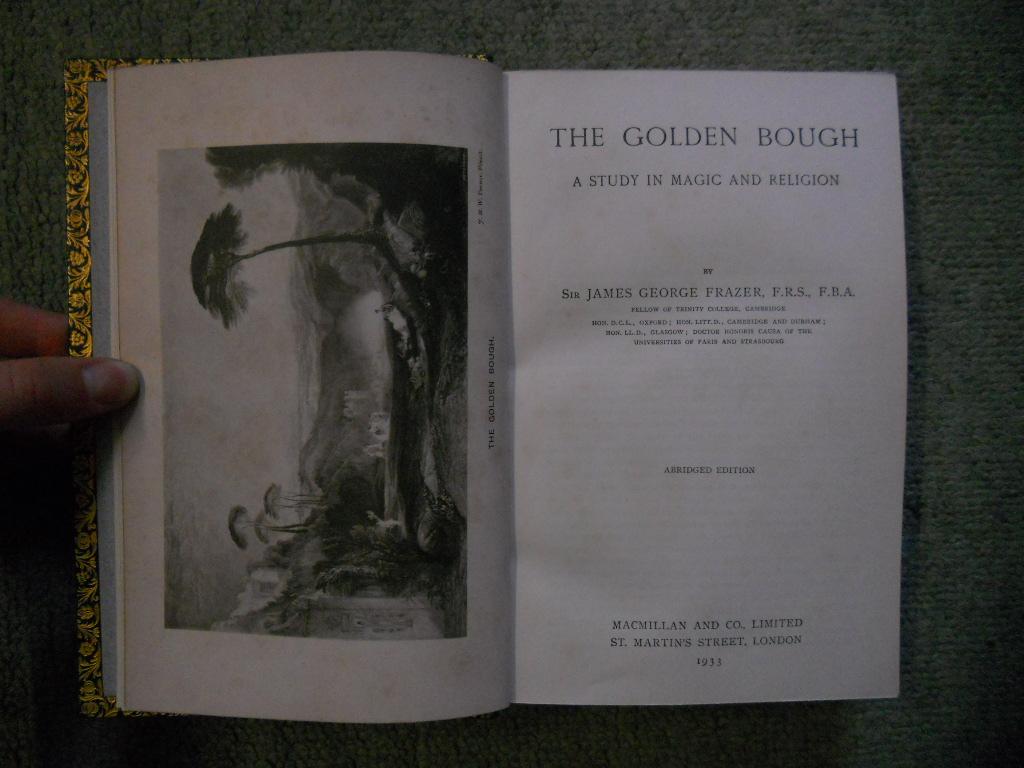 THE GOLDEN BOUGH.
THE GOLDEN BOUGH
A STUDY IN MAGIC AND RELIGION
BY
SIR JAMES GEORGE FRAZER, F.R.S., F.B.A.
FELLOW OF TRINITY COLLEGE, CAMBRIDGE
HON. D.C.L., OXFORD; HON. LITT.D., CAMBRIDGE AND DURHAM;
HON. LL.D., GLASGOW; DOCTOR HONORIS CAUSA OF THE
UNIVERSITIES OF PARIS AND STRASBOURG
ABRIDGED EDITION
MACMILLAN AND CO., LIMITED
ST. MARTIN'S STREET, LONDON
1933